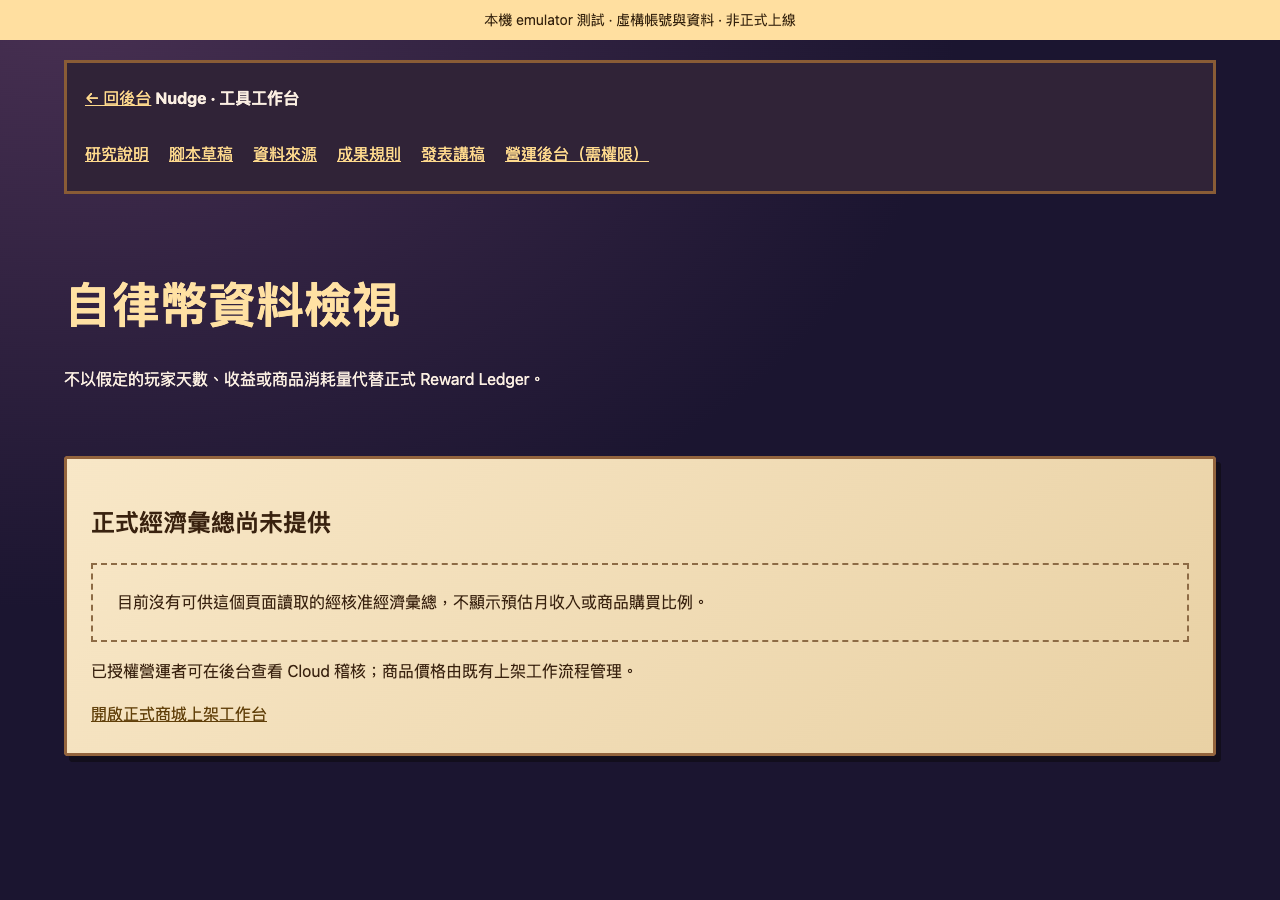 本機 emulator 測試 · 虛構帳號與資料 · 非正式上線
← 回後台 Nudge · 工具工作台
研究說明 腳本草稿 資料來源 成果規則 發表講稿 營運後台（需權限）
自律幣資料檢視
不以假定的玩家天數、收益或商品消耗量代替正式 Reward Ledger。
正式經濟彙總尚未提供
目前沒有可供這個頁面讀取的經核准經濟彙總，不顯示預估月收入或商品購買比例。
已授權營運者可在後台查看 Cloud 稽核；商品價格由既有上架工作流程管理。
開啟正式商城上架工作台